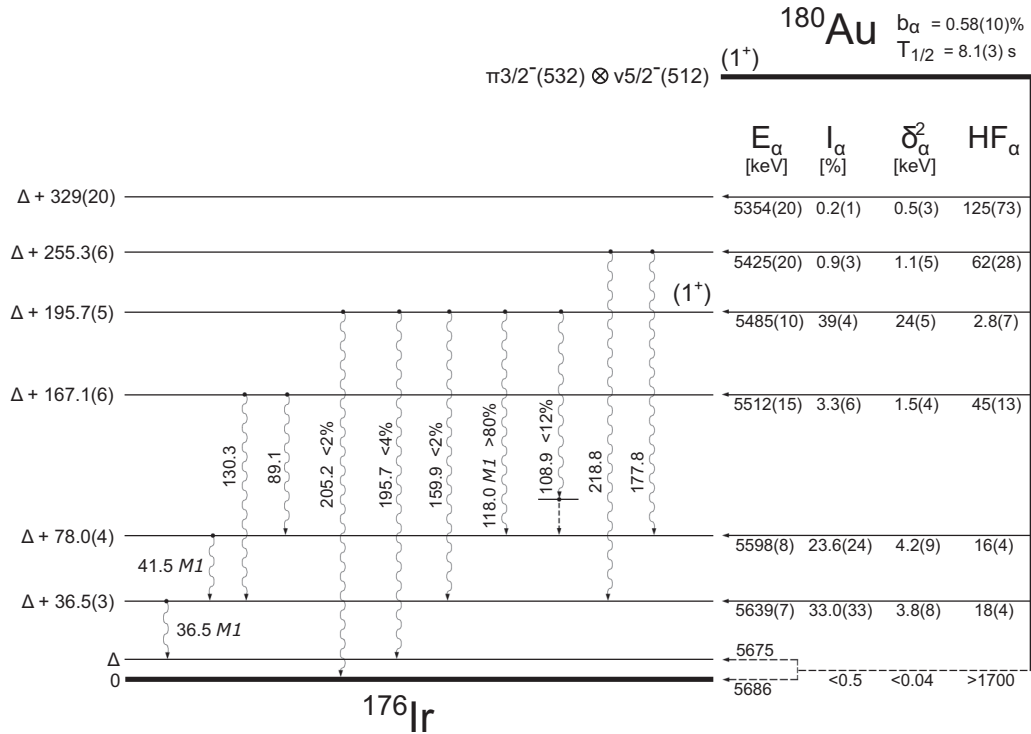 ¹⁸⁰Au
bα = 0.58(10)%
T1/2 = 8.1(3) s
(1⁺)
π3/2⁻(532) ⊗ ν5/2⁻(512)
Eα Iα δ²α HFα
[keV] [%] [keV]
Δ + 329(20)
5354(20) 0.2(1) 0.5(3) 125(73)
Δ + 255.3(6)
5425(20) 0.9(3) 1.1(5) 62(28)
(1⁺)
Δ + 195.7(5)
5485(10) 39(4) 24(5) 2.8(7)
Δ + 167.1(6)
5512(15) 3.3(6) 1.5(4) 45(13)
130.3
89.1
205.2 <2%
195.7 <4%
159.9 <2%
118.0 M1 >80%
108.9 <12%
218.8
177.8
Δ + 78.0(4)
5598(8) 23.6(24) 4.2(9) 16(4)
41.5 M1
Δ + 36.5(3)
5639(7) 33.0(33) 3.8(8) 18(4)
36.5 M1
Δ
5675
0
5686 <0.5 <0.04 >1700
¹⁷⁶Ir